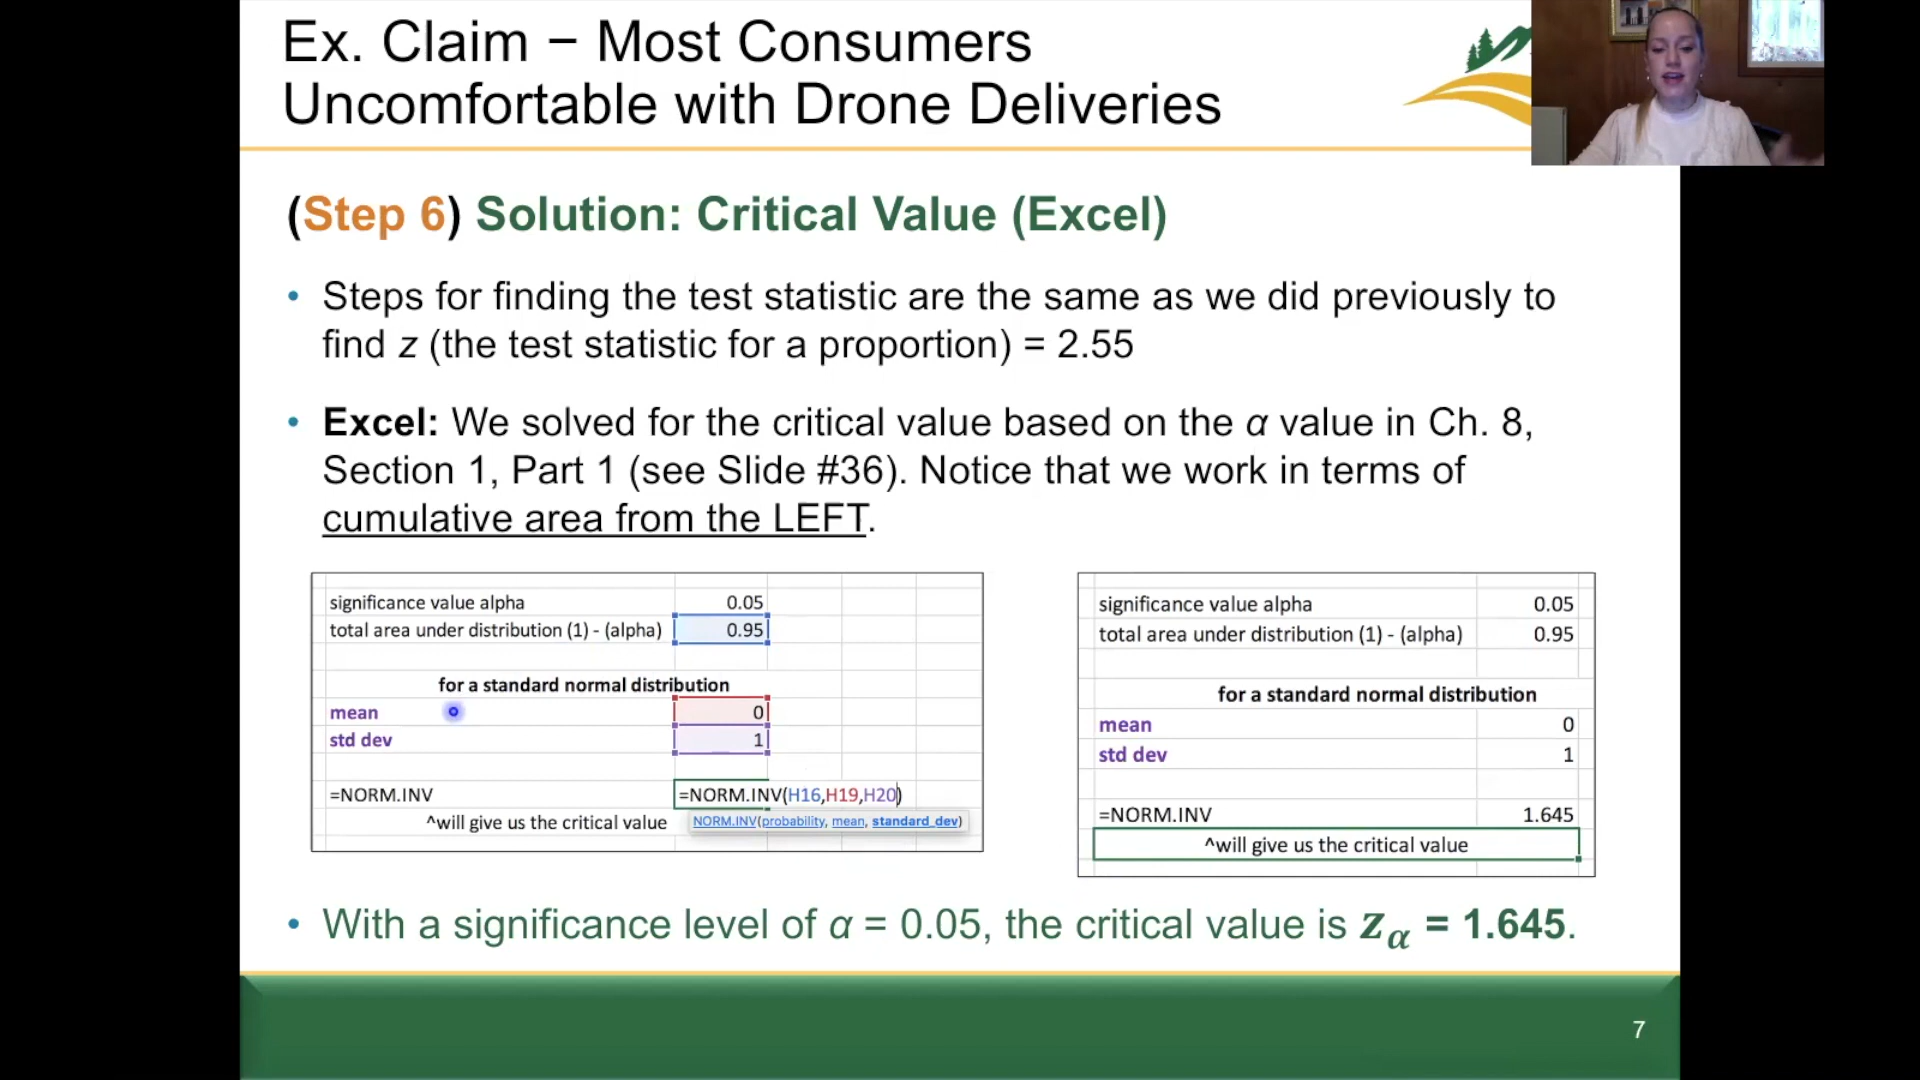 Ex. Claim – Most Consumers
Uncomfortable with Drone Deliveries
(Step 6) Solution: Critical Value (Excel)
• Steps for finding the test statistic are the same as we did previously to
find z (the test statistic for a proportion) = 2.55
• Excel: We solved for the critical value based on the α value in Ch. 8,
Section 1, Part 1 (see Slide #36). Notice that we work in terms of
cumulative area from the LEFT.
significance value alpha 0.05
total area under distribution (1) - (alpha) 0.95
for a standard normal distribution
mean 0
std dev 1
=NORM.INV =NORM.INV(H16,H19,H20)
^will give us the critical value NORM.INV(probability, mean, standard_dev)
significance value alpha 0.05
total area under distribution (1) - (alpha) 0.95
for a standard normal distribution
mean 0
std dev 1
=NORM.INV 1.645
^will give us the critical value
• With a significance level of α = 0.05, the critical value is zα = 1.645.
7